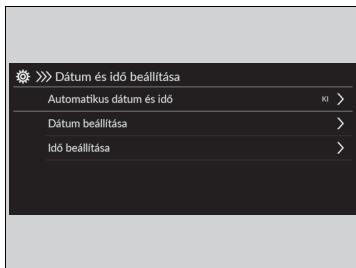 Dátum és idő beállítása
Automatikus dátum és idő KI
Dátum beállítása
Idő beállítása